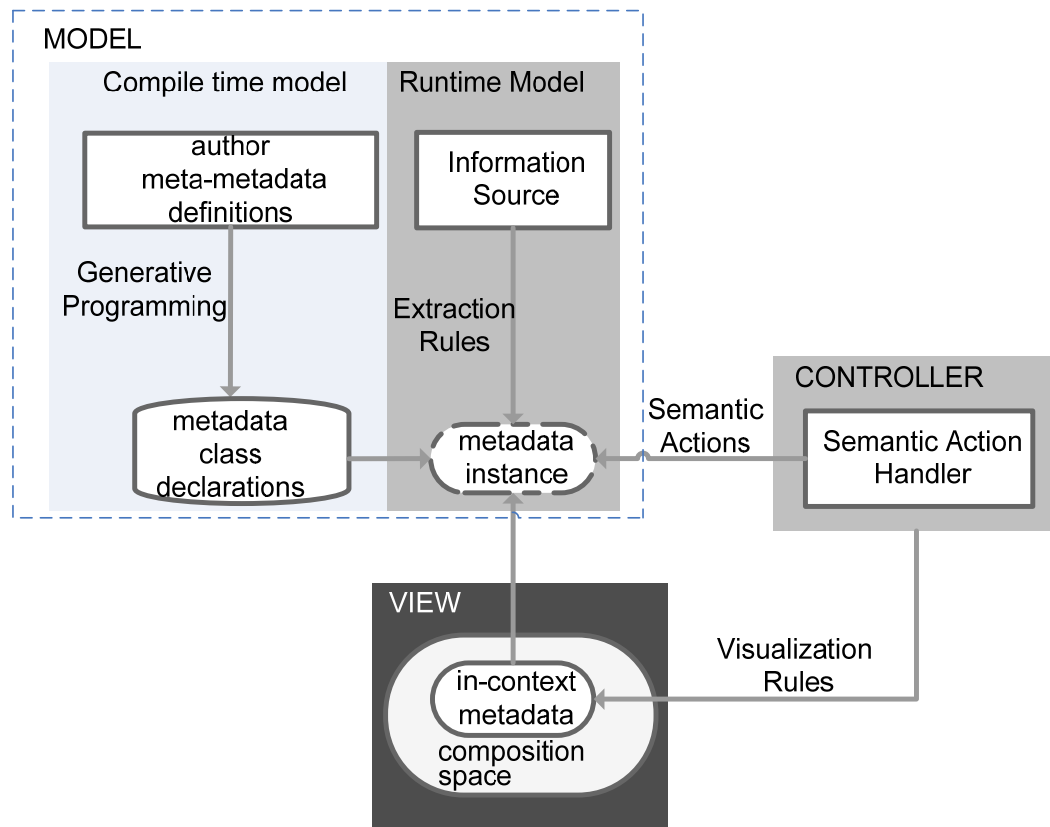 MODEL
Compile time model
Runtime Model
author
meta-metadata
definitions
Information
Source
Generative
Programming
Extraction
Rules
metadata
class
declarations
metadata
instance
Semantic
Actions
CONTROLLER
Semantic Action
Handler
VIEW
in-context
metadata
composition
space
Visualization
Rules